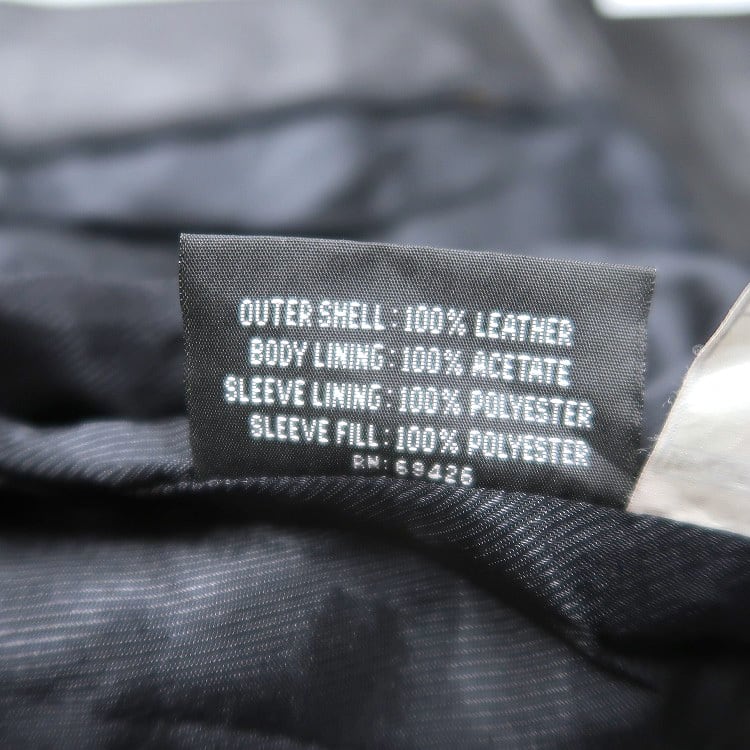 OUTER SHELL: 100% LEATHER
BODY LINING: 100% ACETATE
SLEEVE LINING: 100% POLYESTER
SLEEVE FILL: 100% POLYESTER
RN: 69426